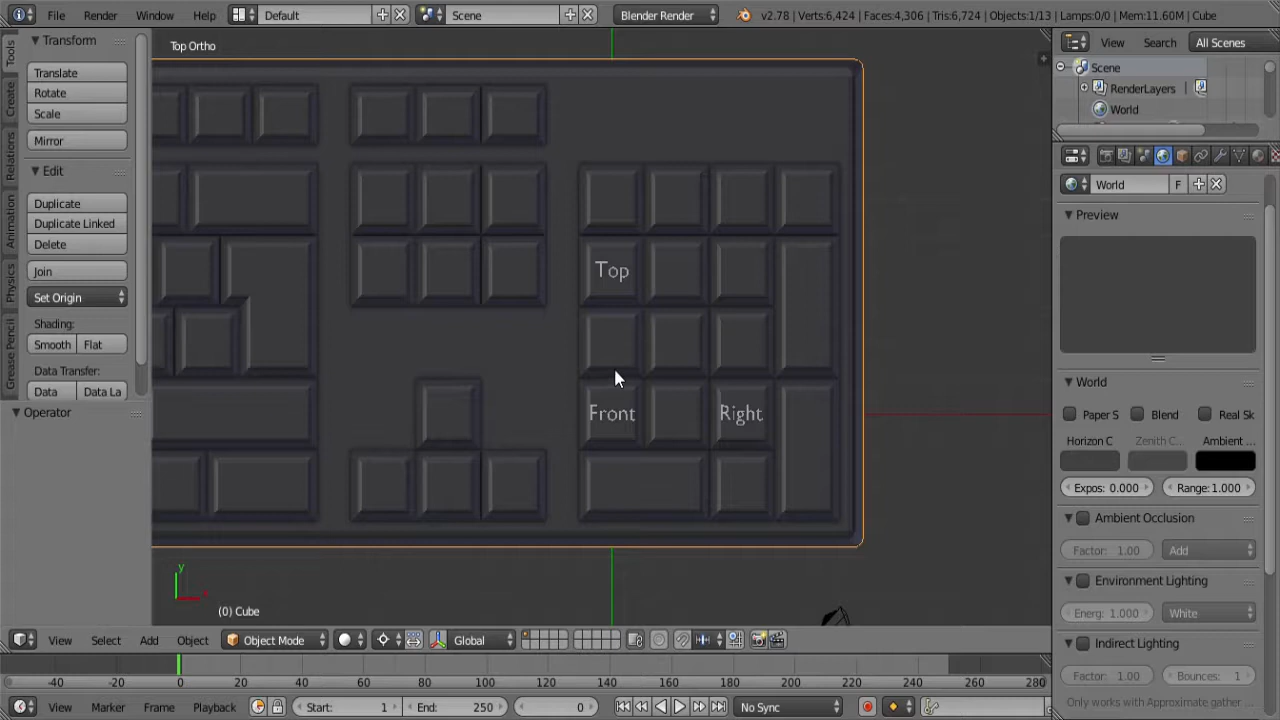 File Render Window Help Default Scene Blender Render v2.78 | Verts:6,424 | Faces:4,306 | Tris:6,724 | Objects:1/13 | Lamps:0/0 | Mem:11.60M | Cube
Tools
Create
Relations
Animation
Physics
Grease Pencil
Transform
Translate
Rotate
Scale
Mirror
Edit
Duplicate
Duplicate Linked
Delete
Join
Set Origin
Shading:
Smooth Flat
Data Transfer:
Data Data La
Operator
Top Ortho
Top
Front Right
y
(0) Cube
View Search All Scenes
Scene
RenderLayers
World
World F
Preview
World
Paper S Blend Real Sk
Horizon C Zenith C... Ambient ...
Expos: 0.000 Range:1.000
Ambient Occlusion
Factor: 1.00 Add
Environment Lighting
Energ: 1.000 White
Indirect Lighting
Factor: 1.00 Bounces: 1
Only works with Approximate gather ...
View Select Add Object Object Mode Global
-40 -20 0 20 40 60 80 100 120 140 160 180 200 220 240 260 280
View Marker Frame Playback Start: 1 End: 250 0 No Sync